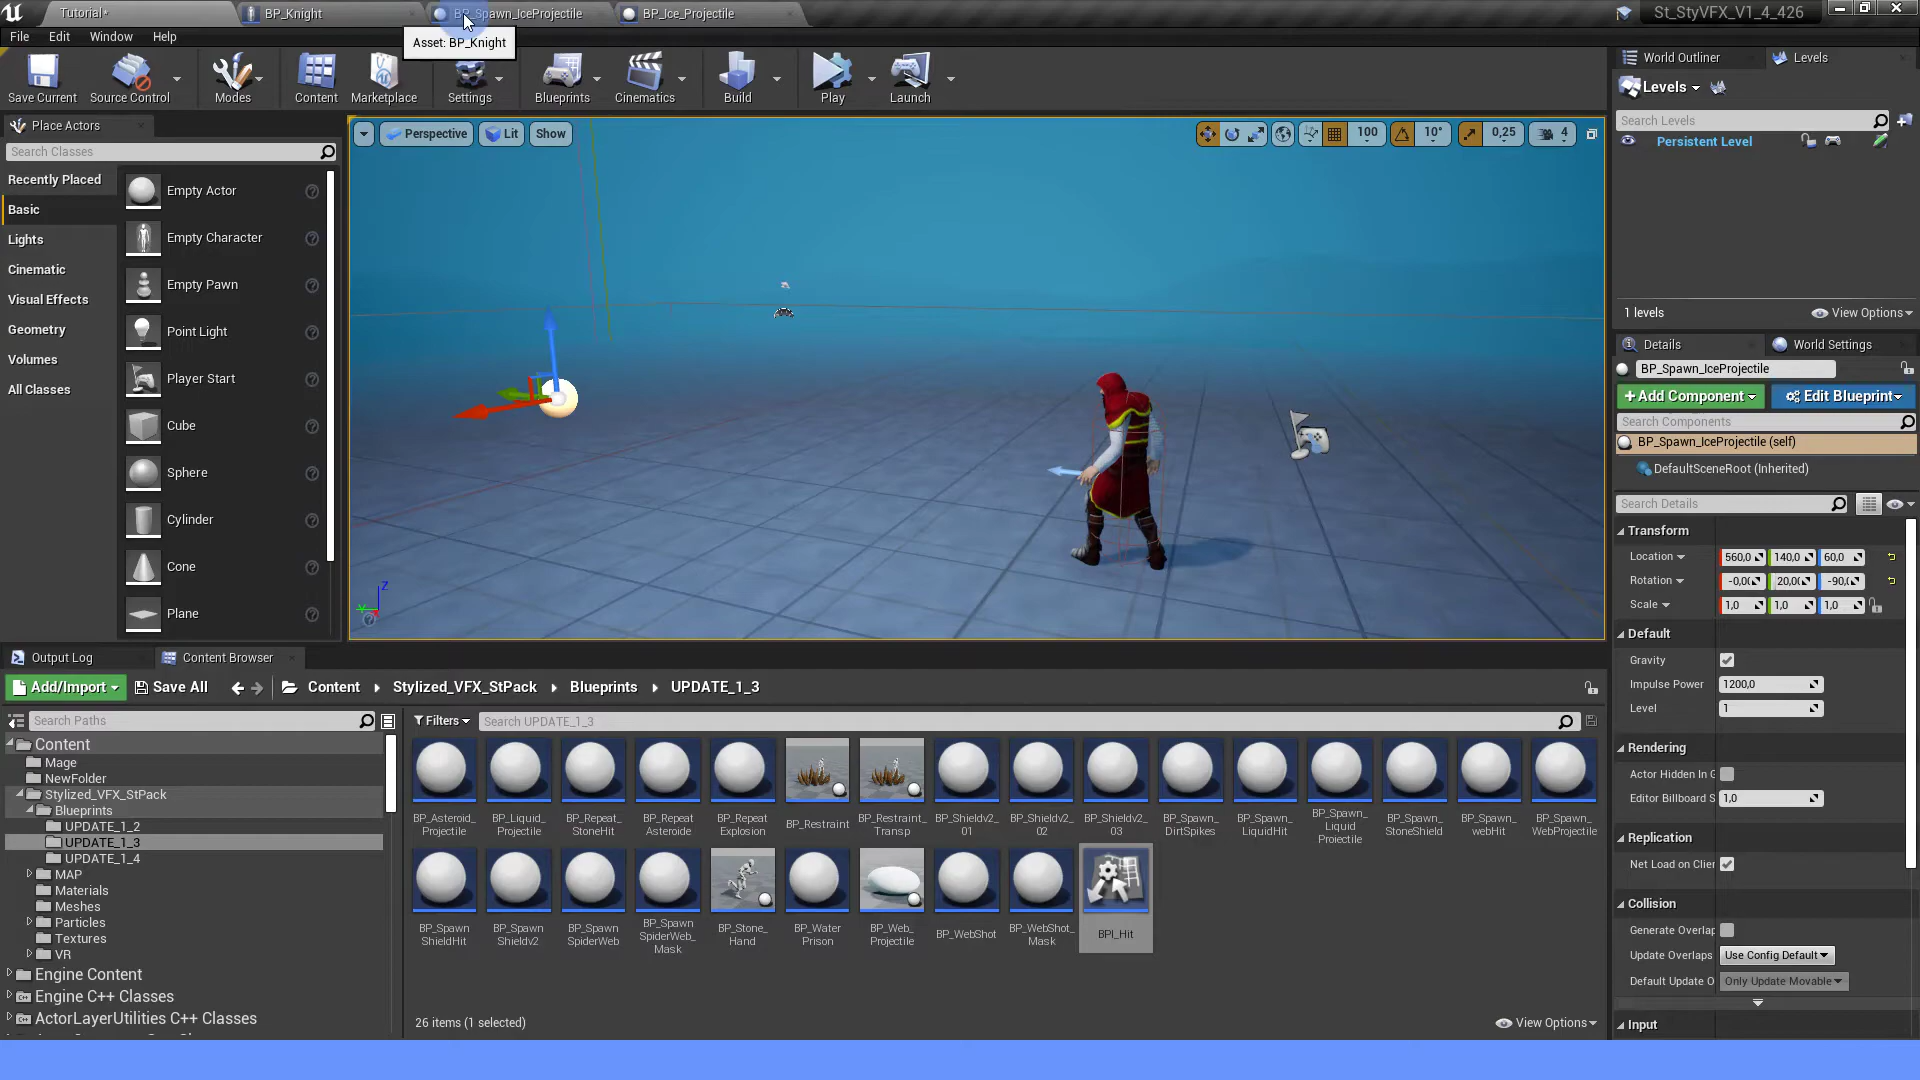 Tutorial*
BP_Knight
BP_Spawn_IceProjectile
BP_Ice_Projectile
St_StyVFX_V1_4_426
File
Edit
Window
Help
Asset: BP_Knight
Save Current
Source Control
Modes
Content
Marketplace
Settings
Blueprints
Cinematics
Build
Play
Launch
World Outliner
Levels
Levels
Search Levels
Persistent Level
1 levels
View Options
Place Actors
Search Classes
Recently Placed
Basic
Lights
Cinematic
Visual Effects
Geometry
Volumes
All Classes
Empty Actor
Empty Character
Empty Pawn
Point Light
Player Start
Cube
Sphere
Cylinder
Cone
Plane
Perspective
Lit
Show
100
10°
0,25
4
Z
Y
Details
World Settings
BP_Spawn_IceProjectile
+Add Component
Edit Blueprint
Search Components
BP_Spawn_IceProjectile (self)
DefaultSceneRoot (Inherited)
Search Details
Transform
Location
560,0
140,0
60,0
Rotation
-0,0(
20,0(
-90,(
Scale
1,0
1,0
1,0
Default
Gravity
Impulse Power
1200,0
Level
1
Rendering
Actor Hidden In G
Editor Billboard S
1,0
Replication
Net Load on Clien
Collision
Generate Overlap
Update Overlaps
Use Config Default
Default Update O
Only Update Movable
Input
Output Log
Content Browser
Add/Import
Save All
Content
Stylized_VFX_StPack
Blueprints
UPDATE_1_3
Search Paths
Filters
Search UPDATE_1_3
Content
Mage
NewFolder
Stylized_VFX_StPack
Blueprints
UPDATE_1_2
UPDATE_1_3
UPDATE_1_4
MAP
Materials
Meshes
Particles
Textures
VR
Engine Content
Engine C++ Classes
ActorLayerUtilities C++ Classes
BP_Asteroid_
Projectile
BP_Liquid_
Projectile
BP_Repeat_
StoneHit
BP_Repeat
Asteroide
BP_Repeat
Explosion
BP_Restraint
BP_Restraint_
Transp
BP_Shieldv2_
01
BP_Shieldv2_
02
BP_Shieldv2_
03
BP_Spawn_
DirtSpikes
BP_Spawn_
LiquidHit
BP_Spawn_
Liquid
Projectile
BP_Spawn_
StoneShield
BP_Spawn_
webHit
BP_Spawn_
WebProjectile
BP_Spawn
ShieldHit
BP_Spawn
Shieldv2
BP_Spawn
SpiderWeb
BP_Spawn
SpiderWeb_
Mask
BP_Stone_
Hand
BP_Water
Prison
BP_Web_
Projectile
BP_WebShot
BP_WebShot_
Mask
BPI_Hit
26 items (1 selected)
View Options